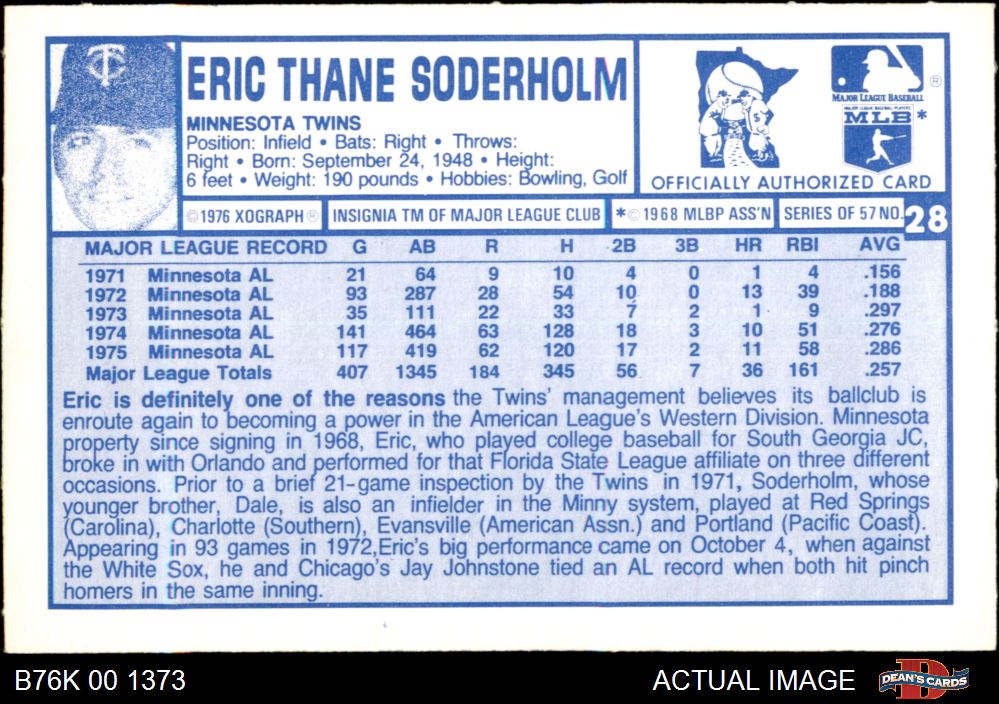 ERIC THANE SODERHOLM
MINNESOTA TWINS
Position: Infield • Bats: Right • Throws:
Right • Born: September 24, 1948 • Height:
6 feet • Weight: 190 pounds • Hobbies: Bowling, Golf
TC
MAJOR LEAGUE BASEBALL
®
MAJOR LEAGUE BASEBALL PLAYERS
MLB *
OFFICIALLY AUTHORIZED CARD
© 1976 XOGRAPH ® INSIGNIA TM OF MAJOR LEAGUE CLUB * © 1968 MLBP ASS'N SERIES OF 57 NO. 28
MAJOR LEAGUE RECORD G AB R H 2B 3B HR RBI AVG
1971 Minnesota AL 21 64 9 10 4 0 1 4 .156
1972 Minnesota AL 93 287 28 54 10 0 13 39 .188
1973 Minnesota AL 35 111 22 33 7 2 1 9 .297
1974 Minnesota AL 141 464 63 128 18 3 10 51 .276
1975 Minnesota AL 117 419 62 120 17 2 11 58 .286
Major League Totals 407 1345 184 345 56 7 36 161 .257
Eric is definitely one of the reasons the Twins' management believes its ballclub is
enroute again to becoming a power in the American League's Western Division. Minnesota
property since signing in 1968, Eric, who played college baseball for South Georgia JC,
broke in with Orlando and performed for that Florida State League affiliate on three different
occasions. Prior to a brief 21-game inspection by the Twins in 1971, Soderholm, whose
younger brother, Dale, is also an infielder in the Minny system, played at Red Springs
(Carolina), Charlotte (Southern), Evansville (American Assn.) and Portland (Pacific Coast).
Appearing in 93 games in 1972,Eric's big performance came on October 4, when against
the White Sox, he and Chicago's Jay Johnstone tied an AL record when both hit pinch
homers in the same inning.
B76K 00 1373
ACTUAL IMAGE
D
DEAN'S CARDS